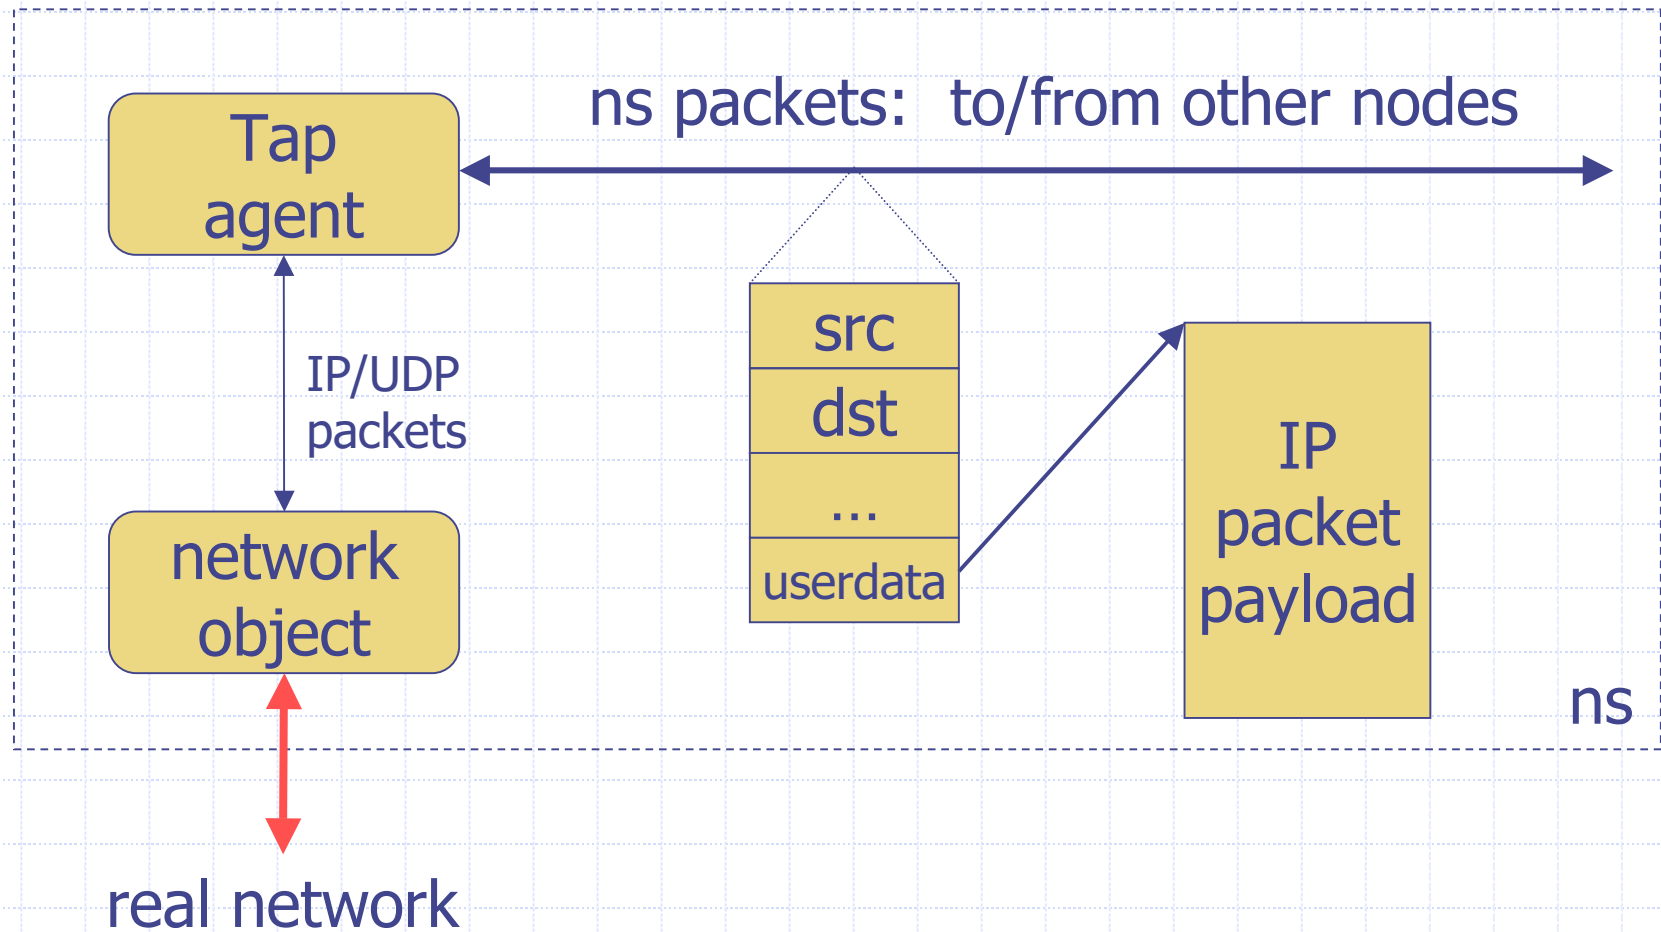 ns packets:  to/from other nodes
Tap
agent
IP/UDP
packets
network
object
src
dst
...
userdata
IP
packet
payload
ns
real network